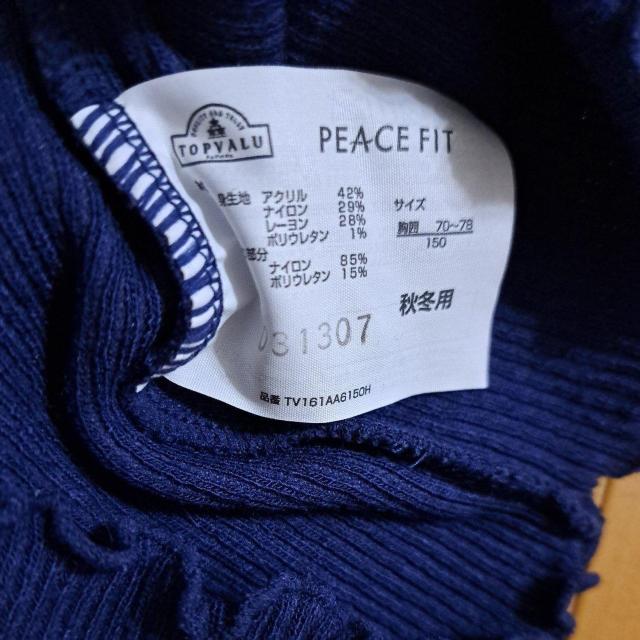 TOPVALU
PEACE FIT
生地 アクリル 42%
ナイロン 29%
レーヨン 28%
ポリウレタン 1%
部分
ナイロン 85%
ポリウレタン 15%
サイズ
胸囲 70~78
150
秋冬用
031307
品番 TV161AA6150H